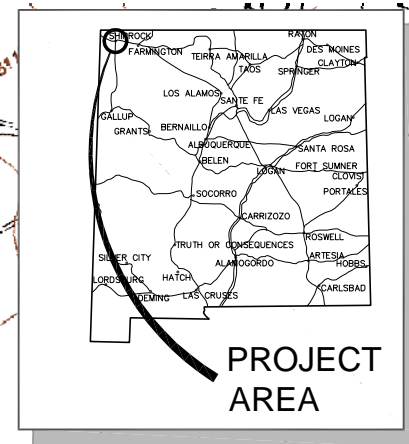 SHIPROCK
RAYON
FARMINGTON
TEIRRA AMARILLA
DES MOINES
CLAYTON
TAOS
SPRINGER
LOS ALAMOS
SANTE FE
LAS VEGAS
LOGAN
GALLUP
GRANTS
BERNAILLO
ALBUQUERQUE
SANTA ROSA
BELEN
LOGAN
FORT SUMNER
CLOVIS
PORTALES
SOCORRO
CARRIZOZO
TRUTH OR CONSEQUENCES
ROSWELL
SILVER CITY
ALAMOGORDO
ARTESIA
HOBBS
LORDSBURG
HATCH
CARLSBAD
DEMING
LAS CRUSES
PROJECT
AREA